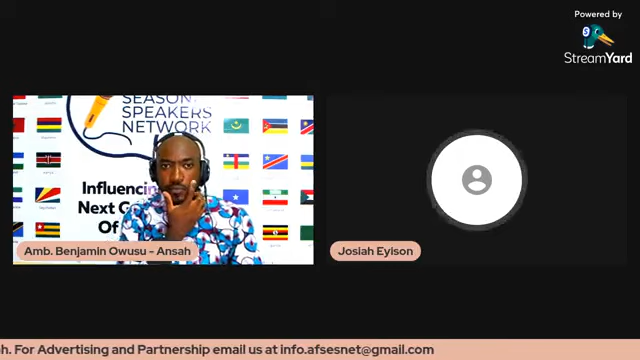 Powered by
StreamYard
SEASON
SPEAKERS
NETWORK
Influencin
Next G
Of
Amb. Benjamin Owusu - Ansah
Josiah Eyison
h. For Advertising and Partnership email us at info.afsesnet@gmail.com